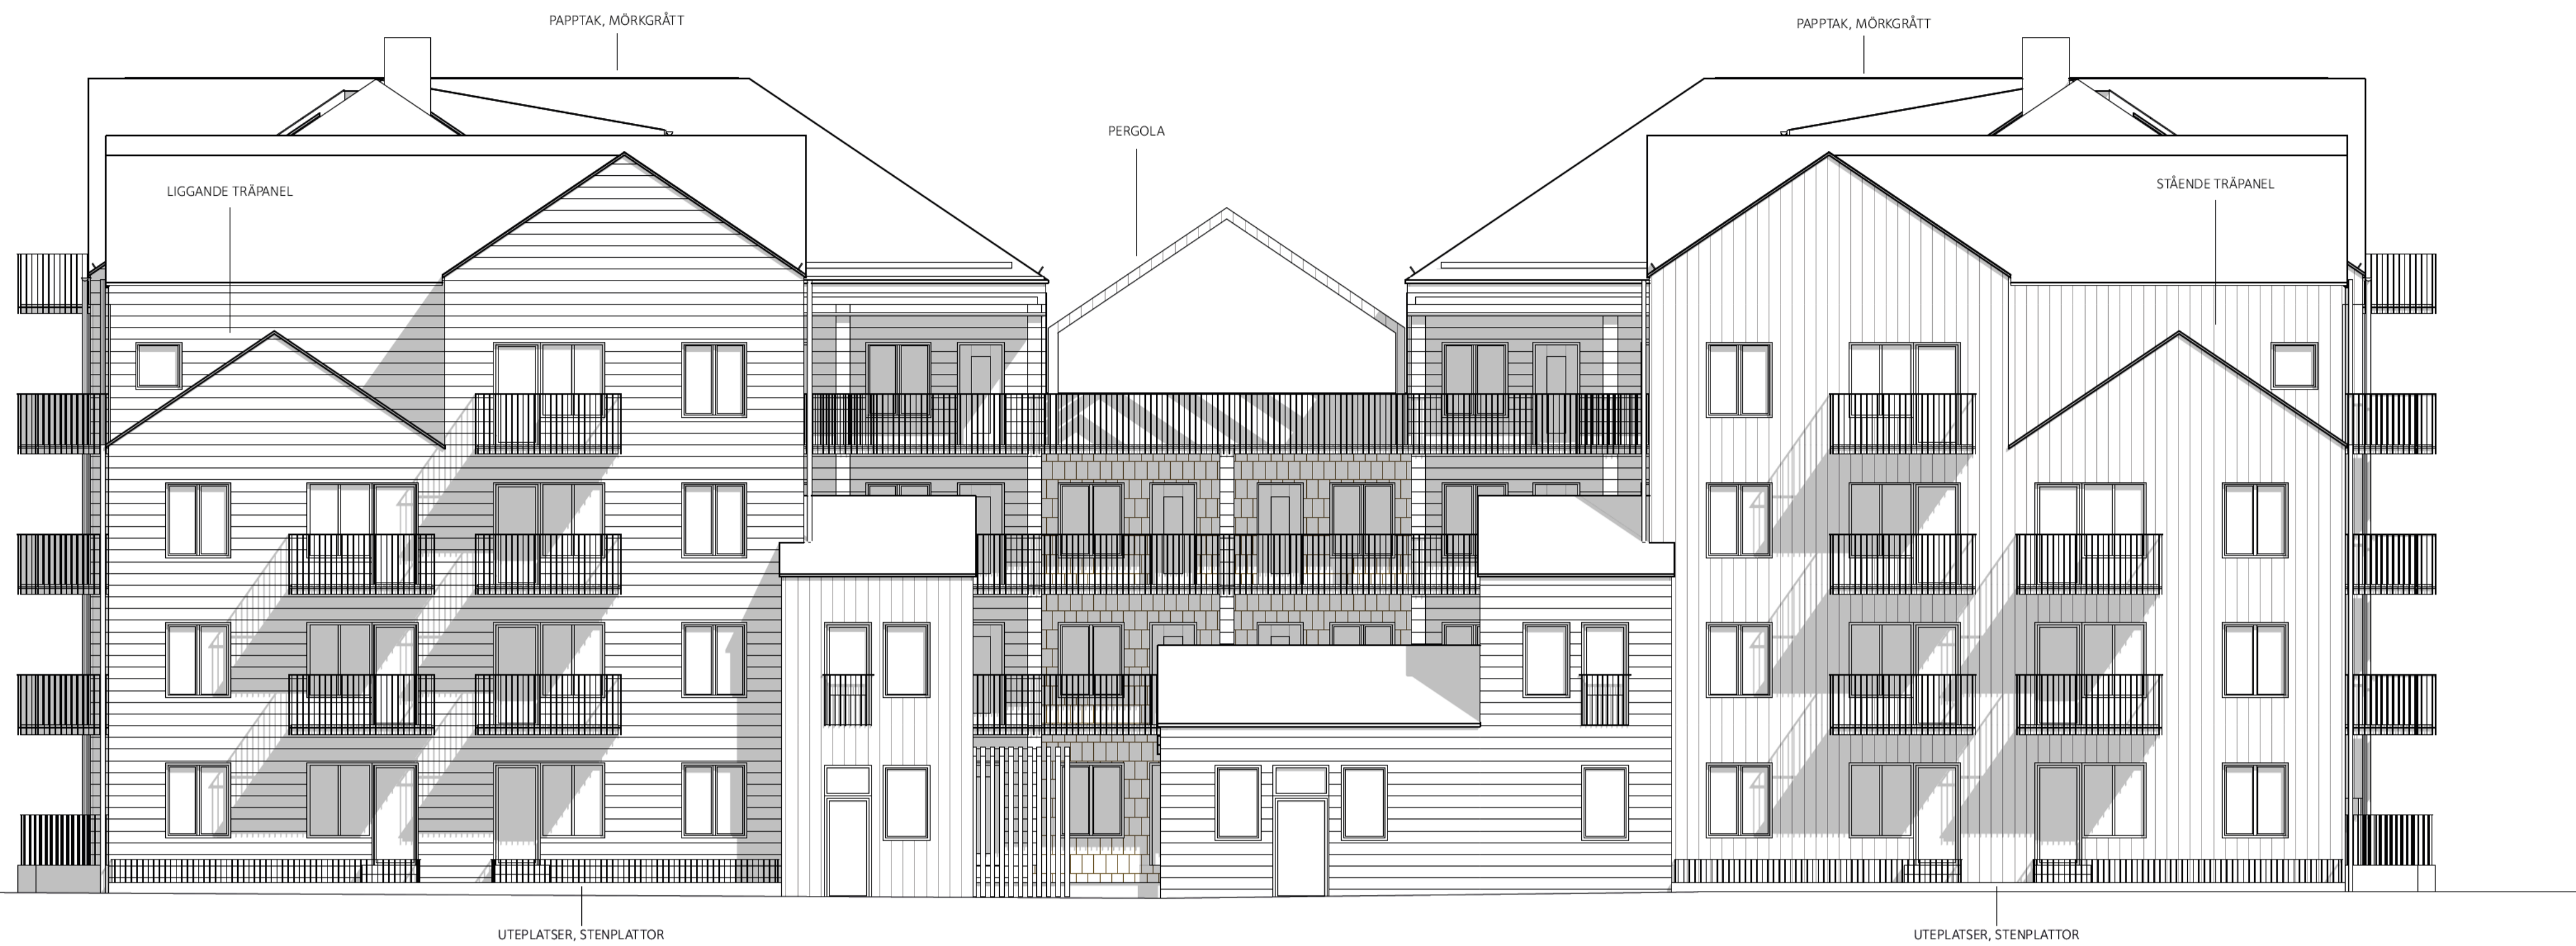 PAPPTAK, MÖRKGRÅTT
PAPPTAK, MÖRKGRÅTT
PERGOLA
LIGGANDE TRÄPANEL
STÅENDE TRÄPANEL
UTEPLATSER, STENPLATTOR
UTEPLATSER, STENPLATTOR